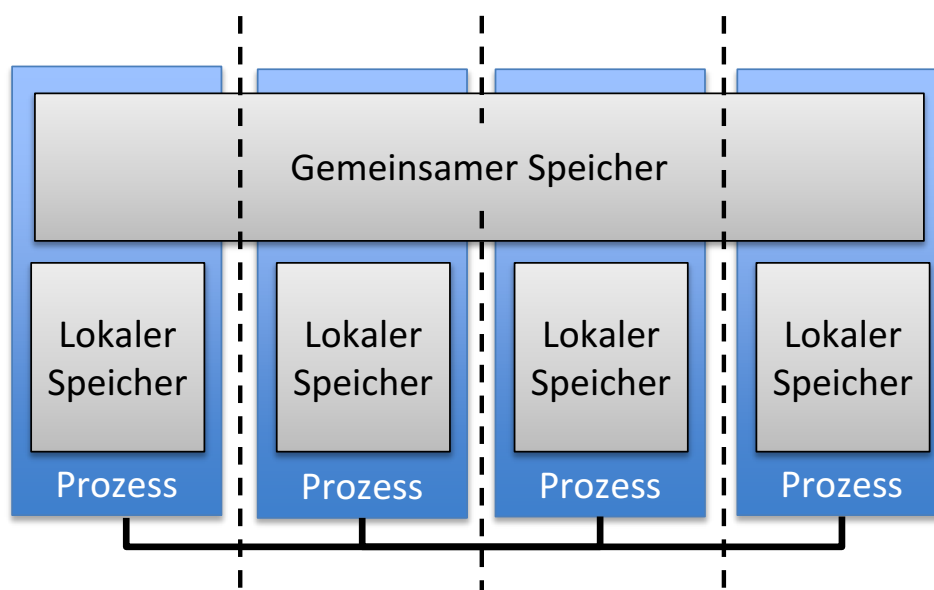 Gemeinsamer Speicher
Lokaler
Speicher
Lokaler
Speicher
Lokaler
Speicher
Lokaler
Speicher
Prozess
Prozess
Prozess
Prozess